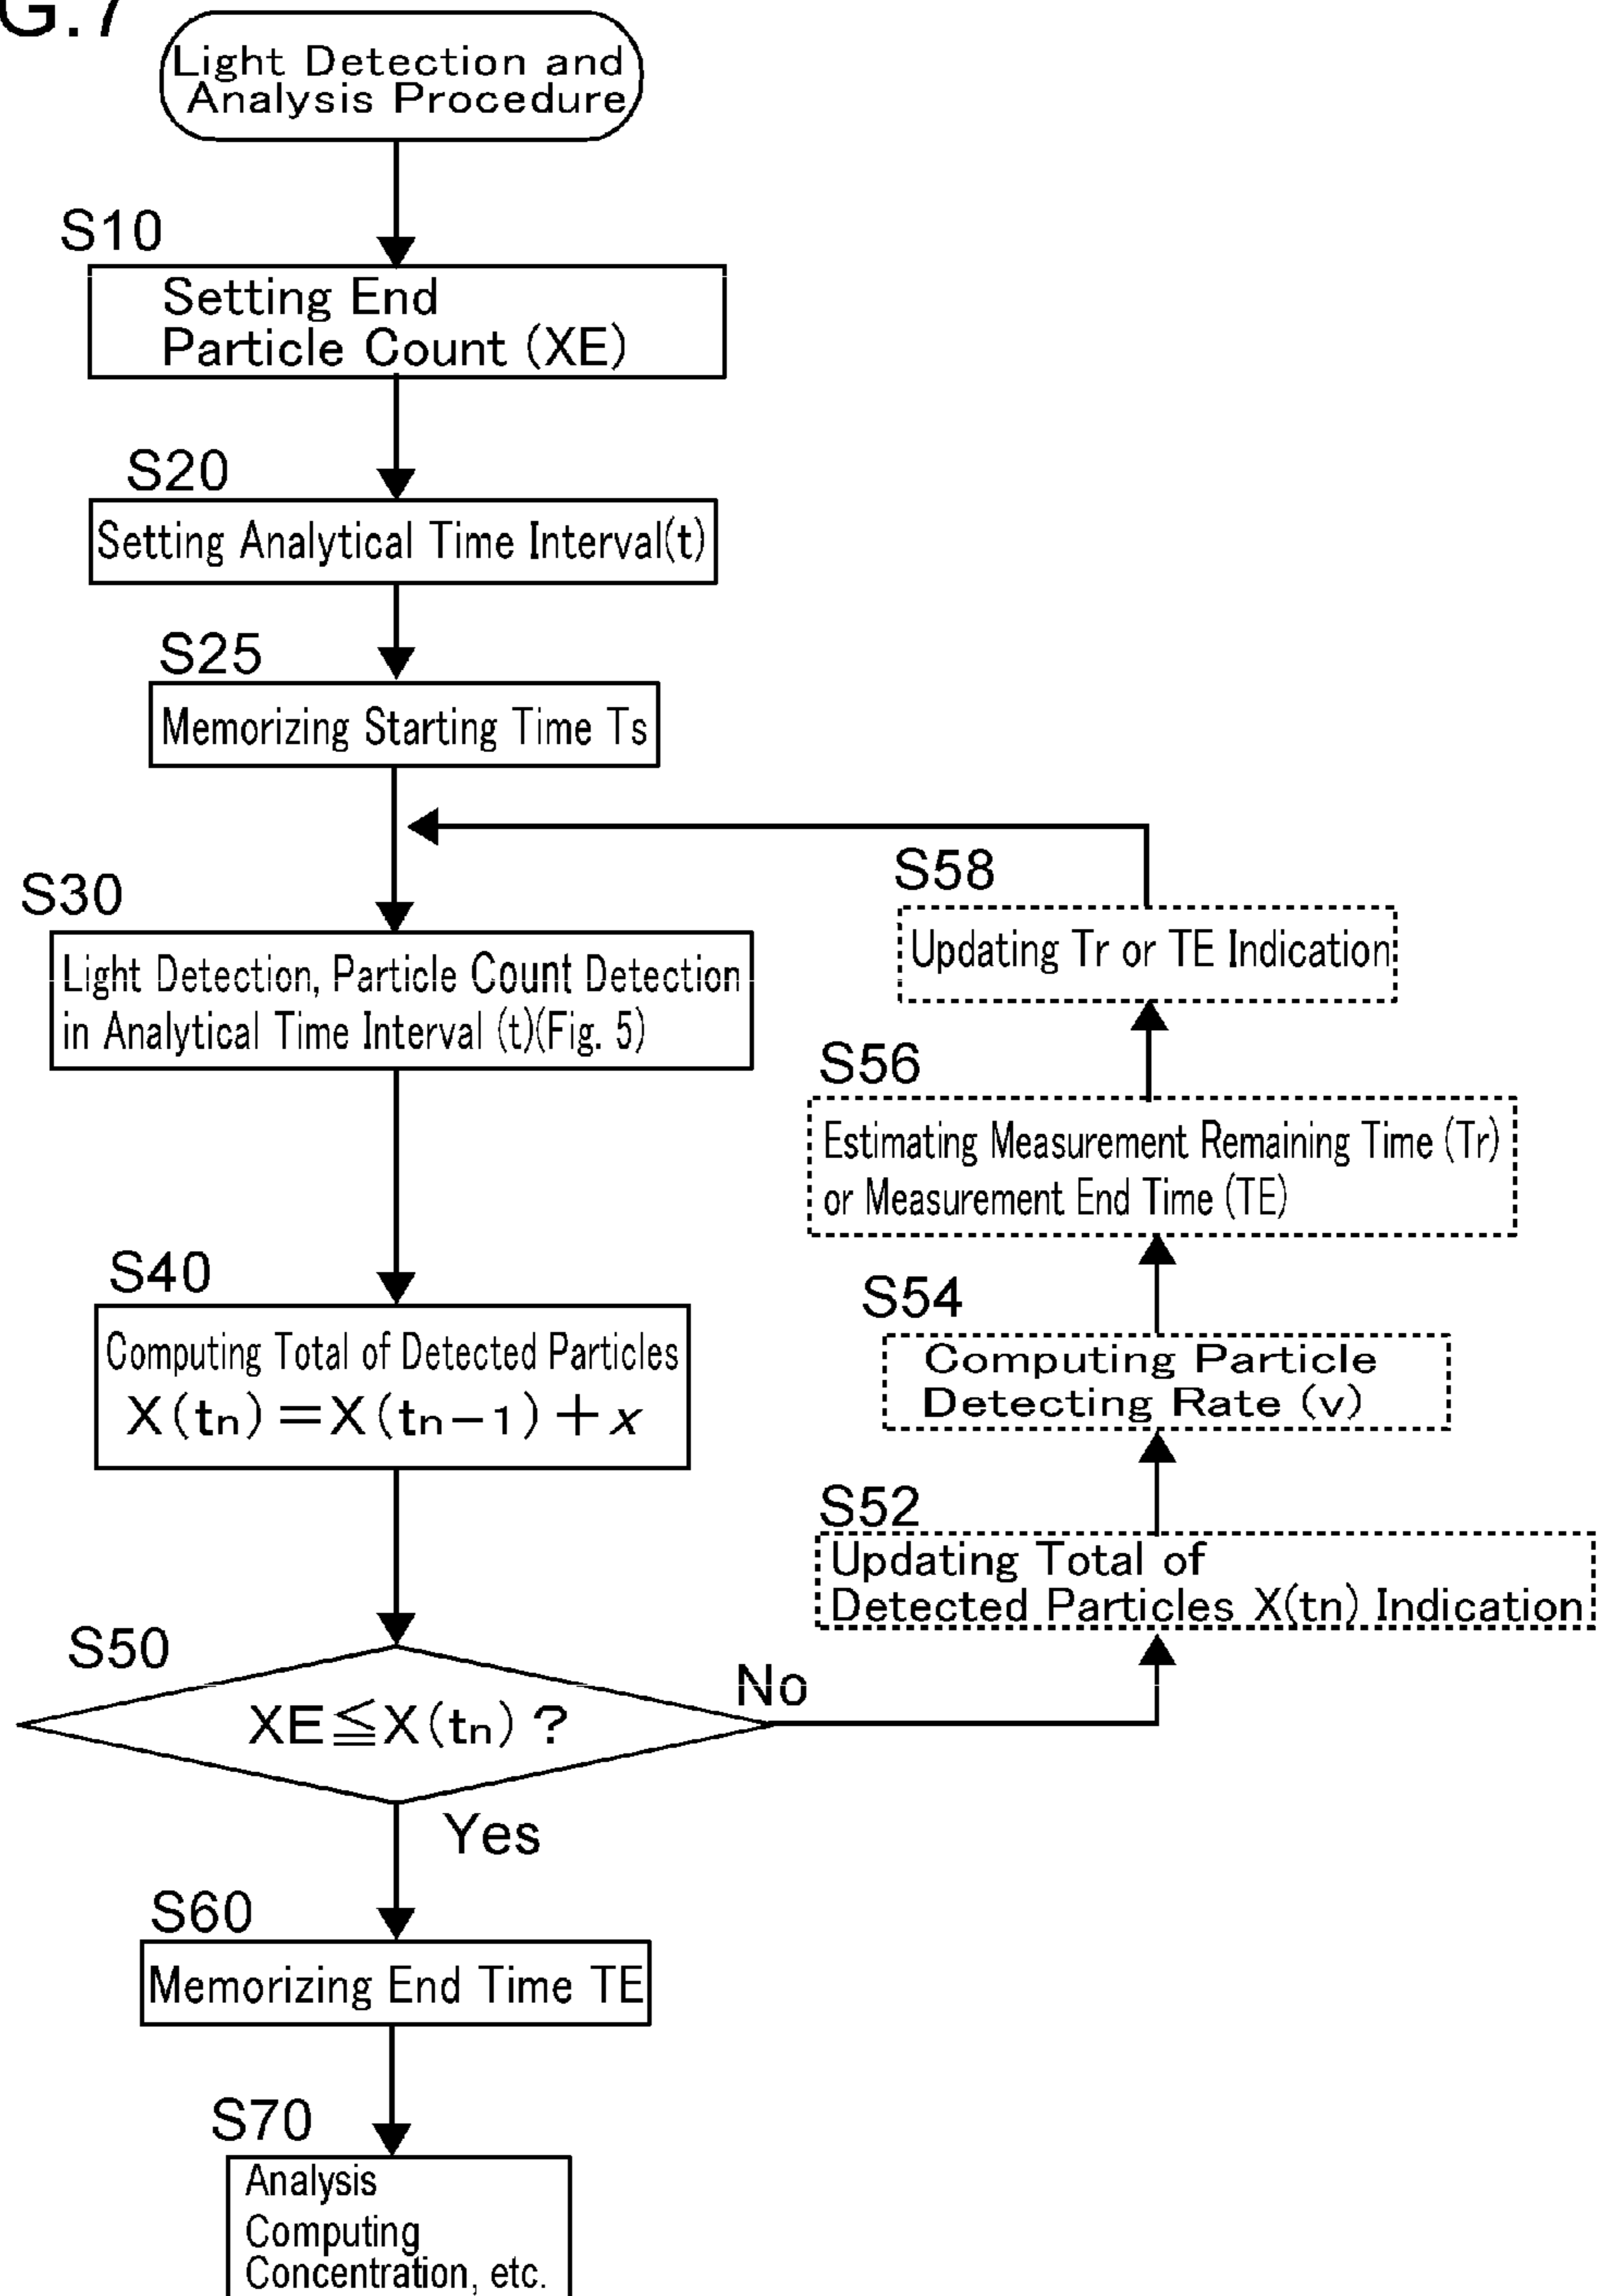 G.7
Light Detection and
Analysis Procedure
S10
Setting End
Particle Count (XE)
S20
Setting Analytical Time Interval(t)
S25
Memorizing Starting Time Ts
S30
Light Detection, Particle Count Detection
in Analytical Time Interval (t)(Fig. 5)
S40
Computing Total of Detected Particles
X(tn)=X(tn-1)+x
S50
XE≦X(tn)?
No
Yes
S52
Updating Total of
Detected Particles X(tn) Indication
S54
Computing Particle
Detecting Rate (v)
S56
Estimating Measurement Remaining Time (Tr)
or Measurement End Time (TE)
S58
Updating Tr or TE Indication
S60
Memorizing End Time TE
S70
Analysis
Computing
Concentration, etc.